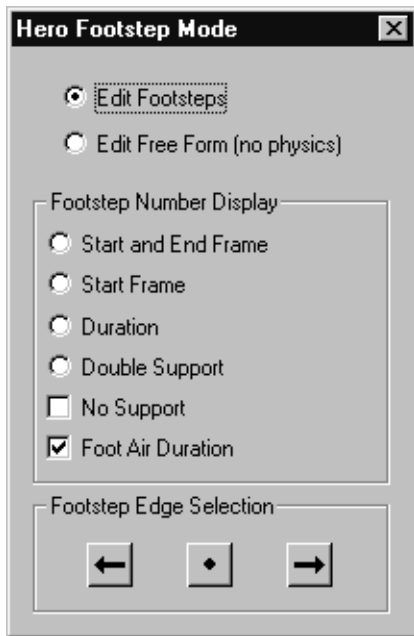 Hero Footstep Mode
Edit Footsteps
Edit Free Form (no physics)
Footstep Number Display
Start and End Frame
Start Frame
Duration
Double Support
No Support
Foot Air Duration
Footstep Edge Selection